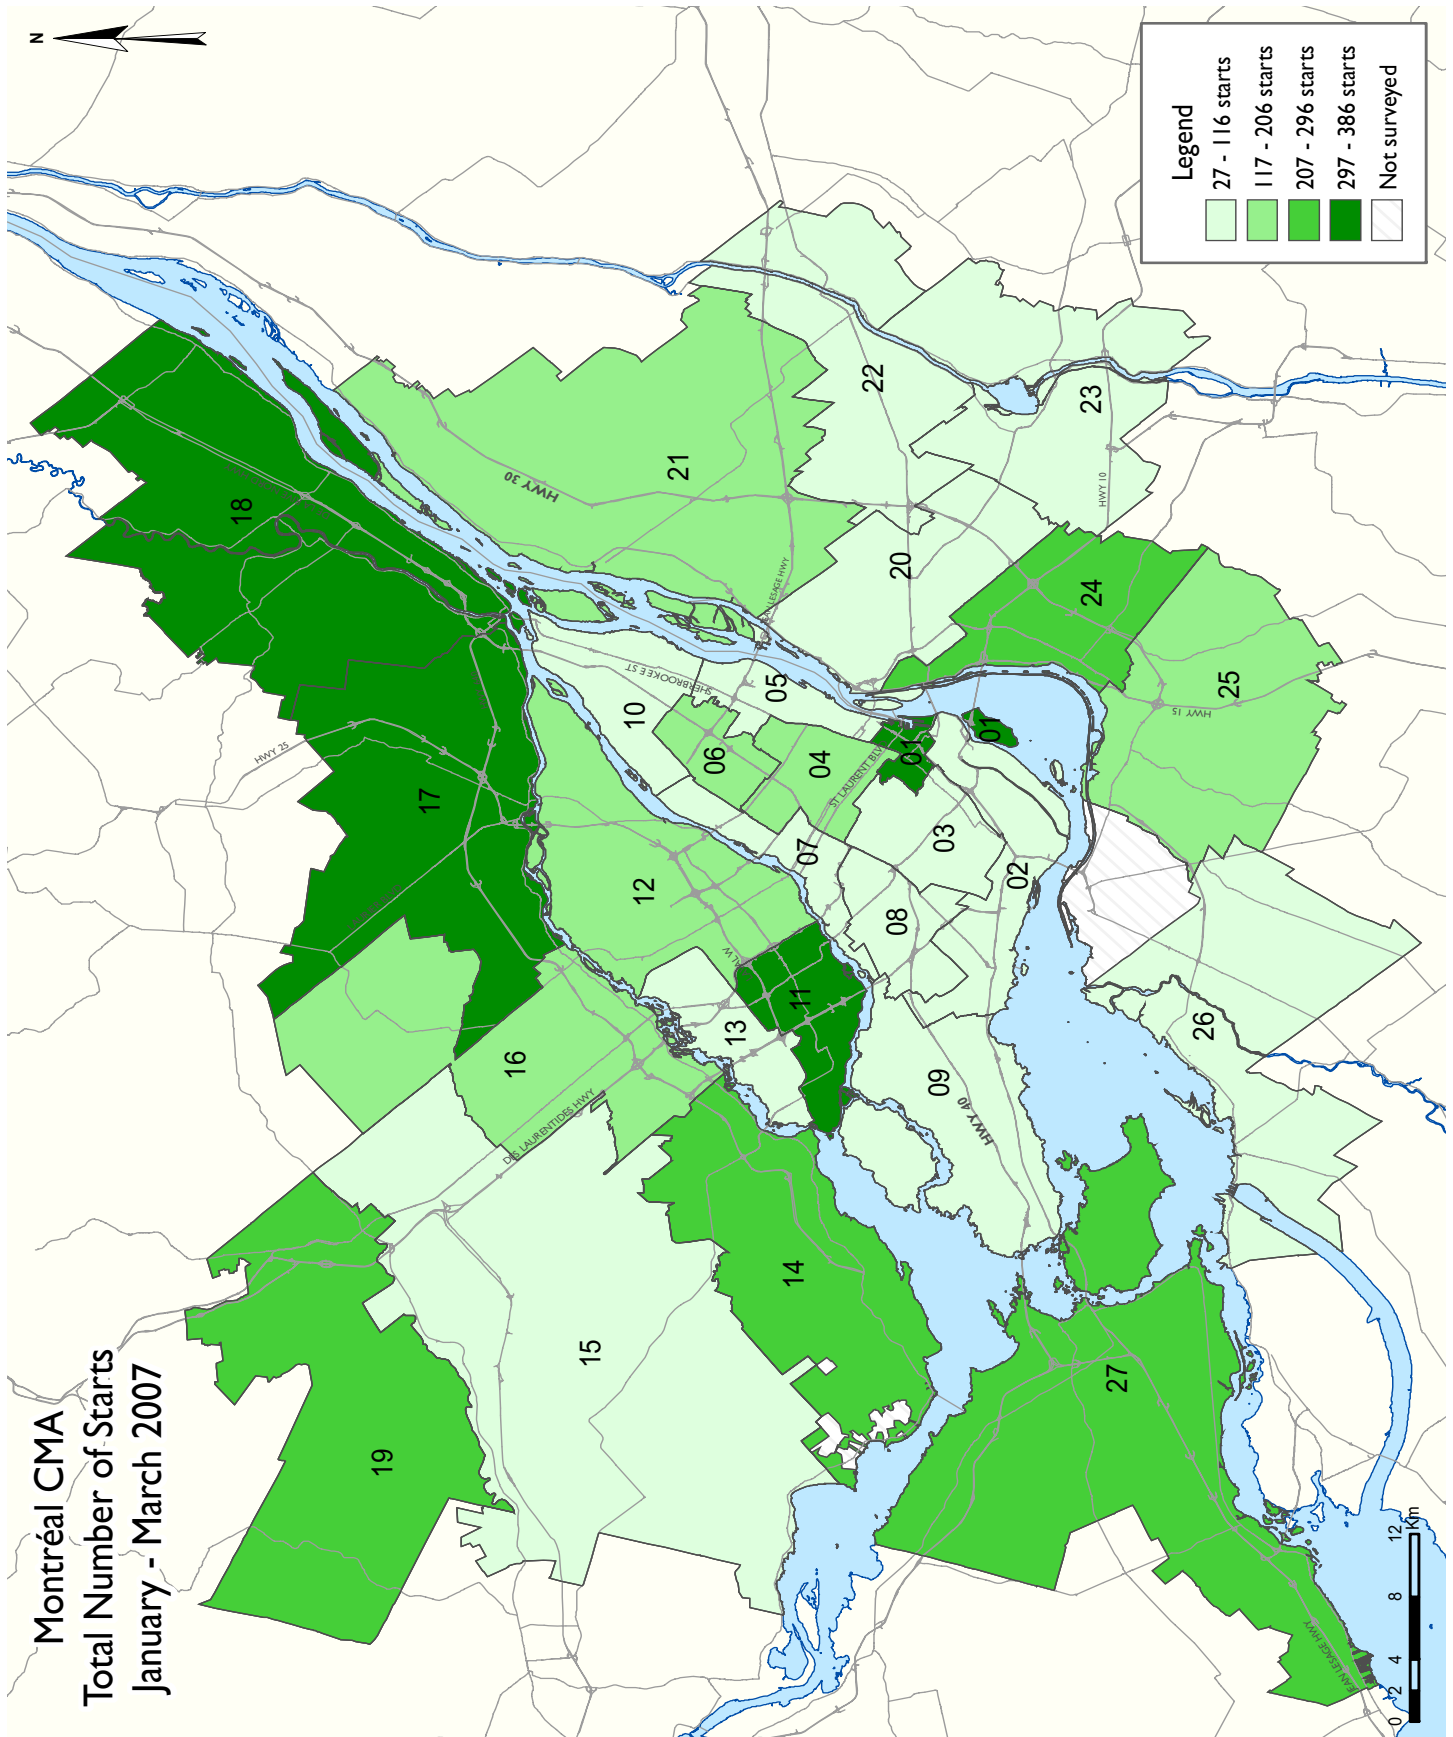 Montréal CMA
Total Number of Starts
January - March 2007
N
Legend
27 - 116 starts
117 - 206 starts
207 - 296 starts
297 - 386 starts
Not surveyed
19
15
14
27
16
13
11
09
26
17
12
08
07
03
02
18
10
06
04
05
01
01
21
22
20
23
24
25
HWY 25
HWY 30
HWY 10
HWY 15
HWY 40
DES LAURENTIDES HWY
SHERBROOKE E ST
ST LAURENT BLV
LESAGE HWY
JEAN LESAGE HWY
0 2 4 8 12
Km